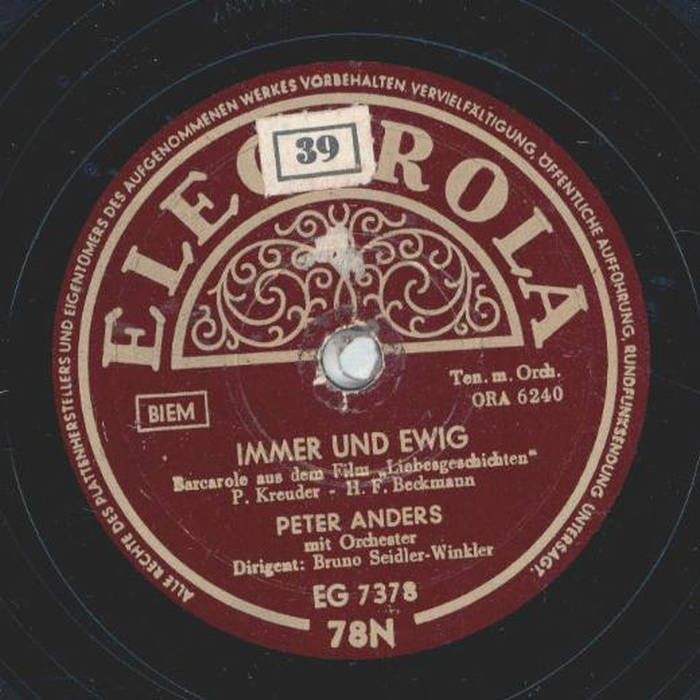 ALLE RECHTE DES PLATTENHERSTELLERS UND EIGENTÜMERS DES AUFGENOMMENEN WERKES VORBEHALTEN VERVIELFÄLTIGUNG, ÖFFENTLICHE AUFFÜHRUNG, RUNDFUNKSENDUNG UNTERSAGT.
39
ELECTROLA
Ten. m. Orch.
BIEM
ORA 6240
IMMER UND EWIG
Barcarole aus dem Film „Liebesgeschichten“
P. Kreuder - H. F. Beckmann
PETER ANDERS
mit Orchester
Dirigent: Bruno Seidler-Winkler
EG 7378
78N